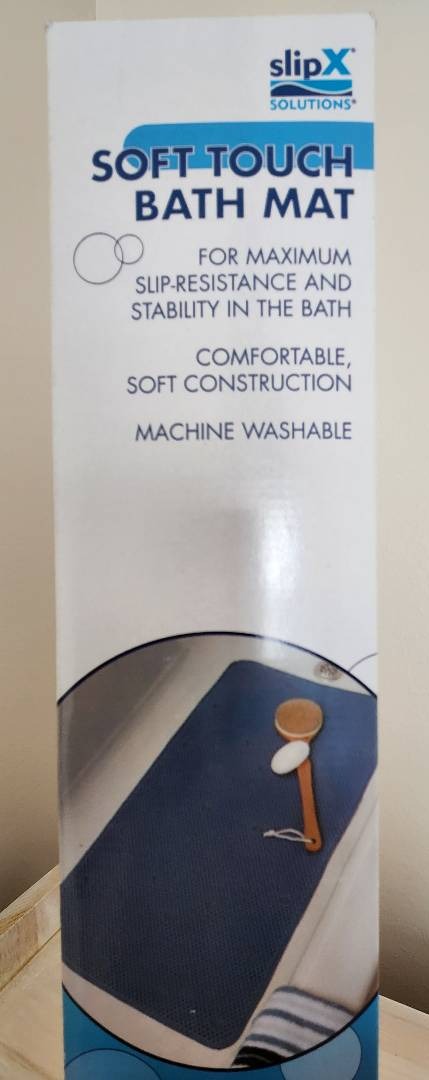 slipX®
SOLUTIONS®
SOFT TOUCH
BATH MAT
FOR MAXIMUM
SLIP-RESISTANCE AND
STABILITY IN THE BATH
COMFORTABLE,
SOFT CONSTRUCTION
MACHINE WASHABLE